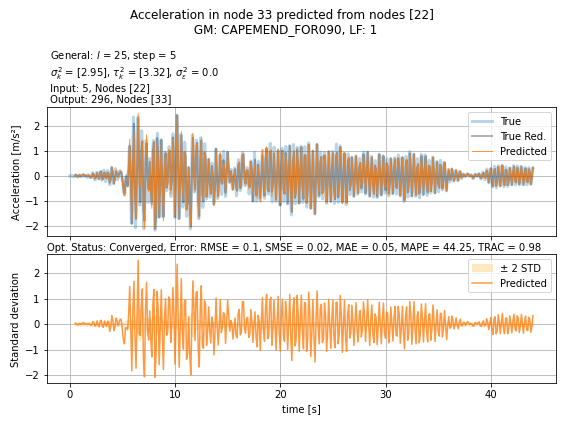 Acceleration in node 33 predicted from nodes [22]
GM: CAPEMEND_FOR090, LF: 1
General: l = 25, step = 5
σ²ₖ = [2.95], τ²ₖ = [3.32], σ²ε = 0.0
Input: 5, Nodes [22]
Output: 296, Nodes [33]
Acceleration [m/s²]
2
1
0
−1
−2
True
True Red.
Predicted
Opt. Status: Converged, Error: RMSE = 0.1, SMSE = 0.02, MAE = 0.05, MAPE = 44.25, TRAC = 0.98
Standard deviation
2
1
0
−1
−2
± 2 STD
Predicted
0 10 20 30 40
time [s]